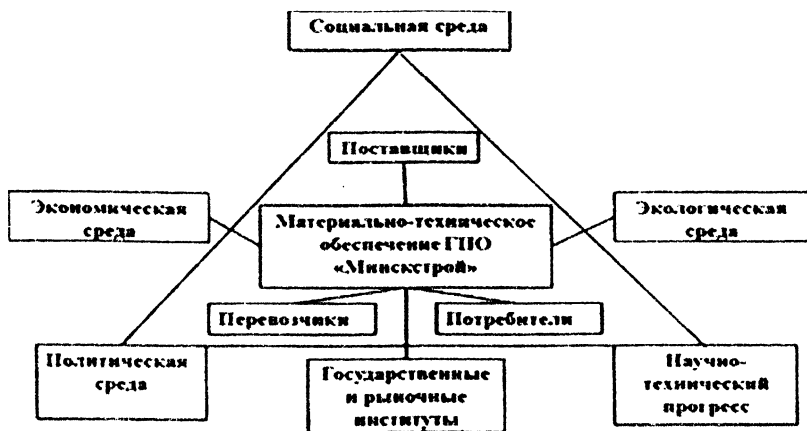 Социальная среда
Поставщики
Экономическая
среда
Материально-техническое
обеспечение ГПО
«Минскстрой»
Экологическая
среда
Перевозчики
Потребители
Политическая
среда
Государственные
и рыночные
институты
Научно-
технический
прогресс